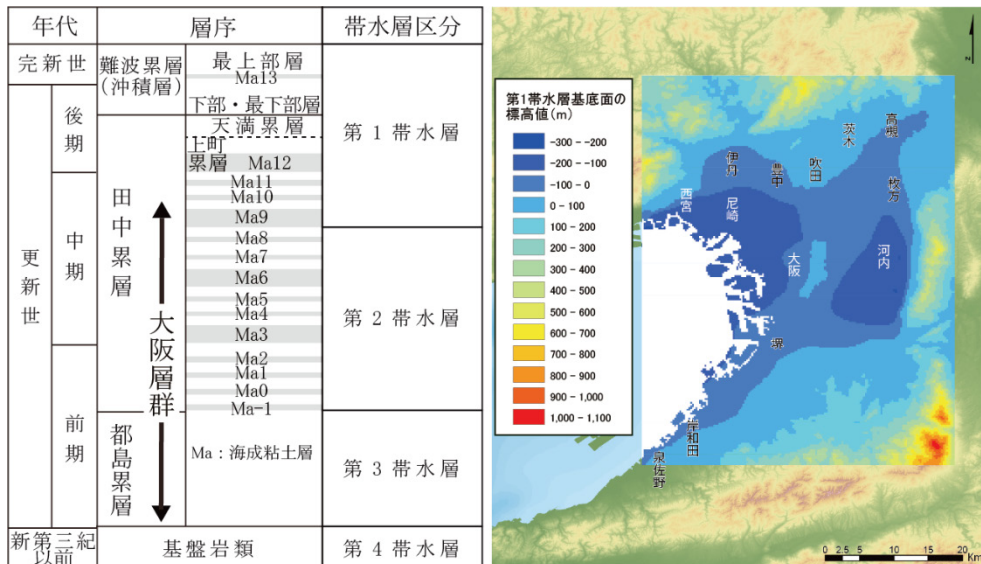 年代
層序
帯水層区分
完新世
更新世
後期
中期
前期
新第三紀
以前
難波累層
(沖積層)
田中累層
都島累層
大阪層群
最上部層
Ma13
下部・最下部層
天満累層
上町
累層 Ma12
Ma11
Ma10
Ma9
Ma8
Ma7
Ma6
Ma5
Ma4
Ma3
Ma2
Ma1
Ma0
Ma-1
Ma：海成粘土層
基盤岩類
第1帯水層
第2帯水層
第3帯水層
第4帯水層
第1帯水層基底面の
標高値(m)
-300 - -200
-200 - -100
-100 - 0
0 - 100
100 - 200
200 - 300
300 - 400
400 - 500
500 - 600
600 - 700
700 - 800
800 - 900
900 - 1,000
1,000 - 1,100
高槻
茨木
吹田
豊中
伊丹
枚方
西宮
尼崎
大阪
河内
堺
岸和田
泉佐野
N
0 2.5 5 10 15 20
Km